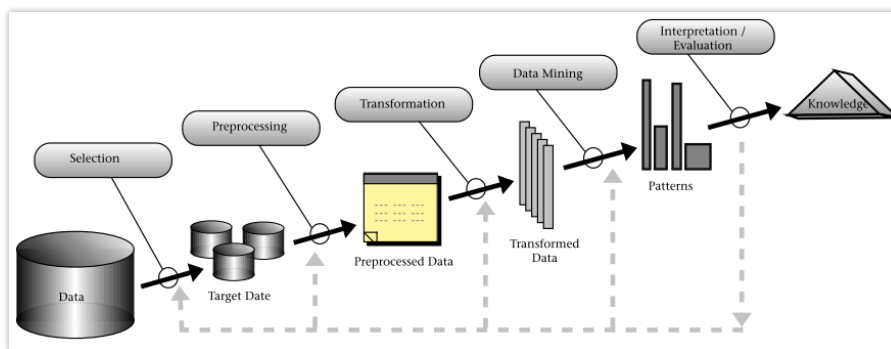 Interpretation /
Evaluation
Data Mining
Transformation
Preprocessing
Selection
Knowledge
Patterns
Transformed
Data
Preprocessed Data
Target Date
Data